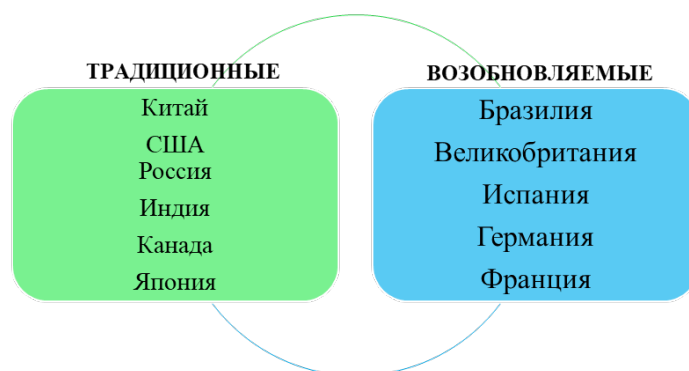 ТРАДИЦИОННЫЕ
Китай
США
Россия
Индия
Канада
Япония
ВОЗОБНОВЛЯЕМЫЕ
Бразилия
Великобритания
Испания
Германия
Франция